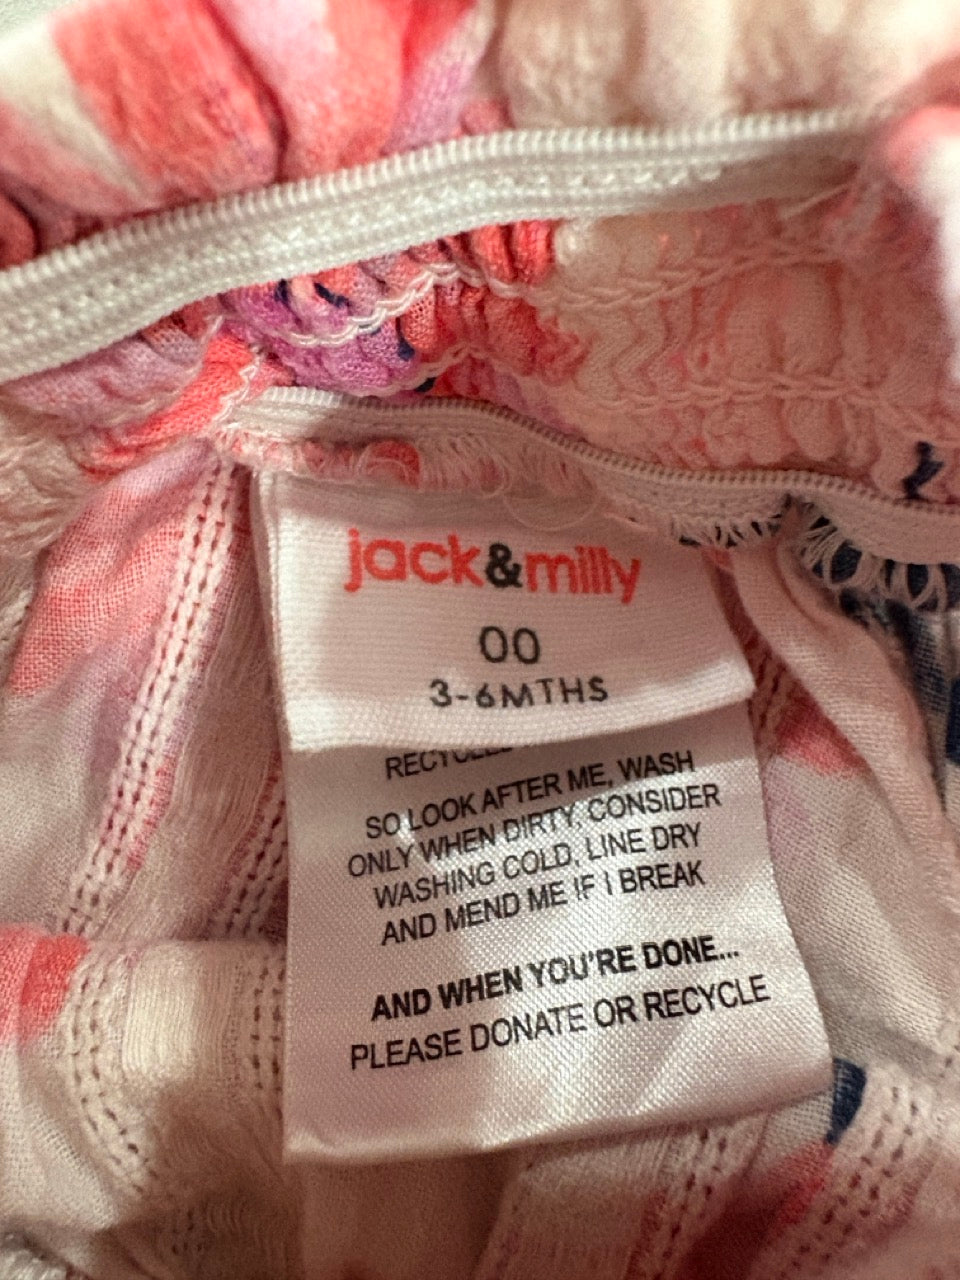 jack&milly
00
3-6MTHS
SO LOOK AFTER ME, WASH
ONLY WHEN DIRTY, CONSIDER
WASHING COLD, LINE DRY
AND MEND ME IF I BREAK
AND WHEN YOU'RE DONE...
PLEASE DONATE OR RECYCLE